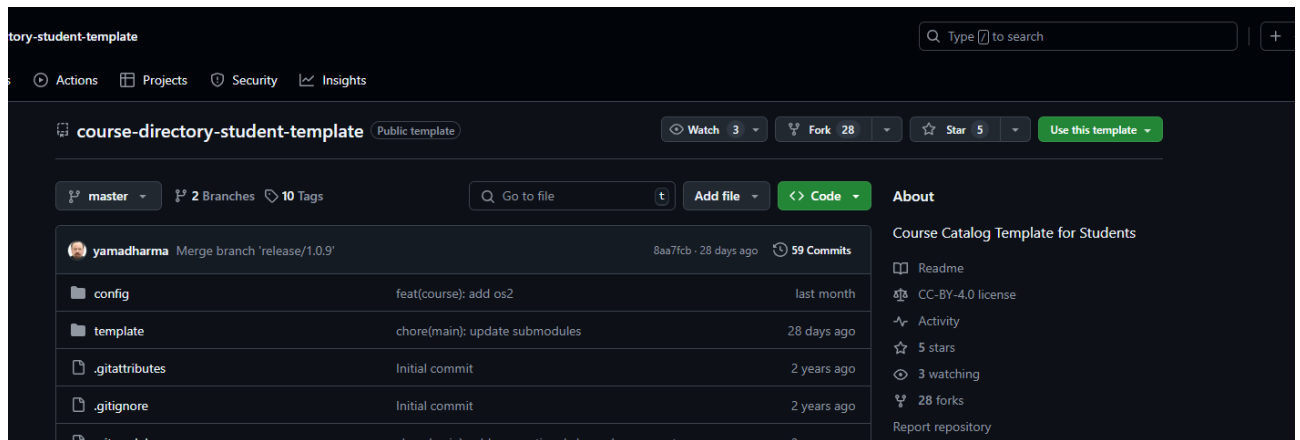 tory-student-template
Type / to search
Actions Projects Security Insights
course-directory-student-template Public template
Watch 3 Fork 28 Star 5 Use this template
master 2 Branches 10 Tags Go to file t Add file Code
About
Course Catalog Template for Students
yamadharma Merge branch 'release/1.0.9' 8aa7fcb · 28 days ago 59 Commits
Readme
config feat(course): add os2 last month
CC-BY-4.0 license
Activity
template chore(main): update submodules 28 days ago
5 stars
.gitattributes Initial commit 2 years ago
3 watching
28 forks
.gitignore Initial commit 2 years ago
Report repository